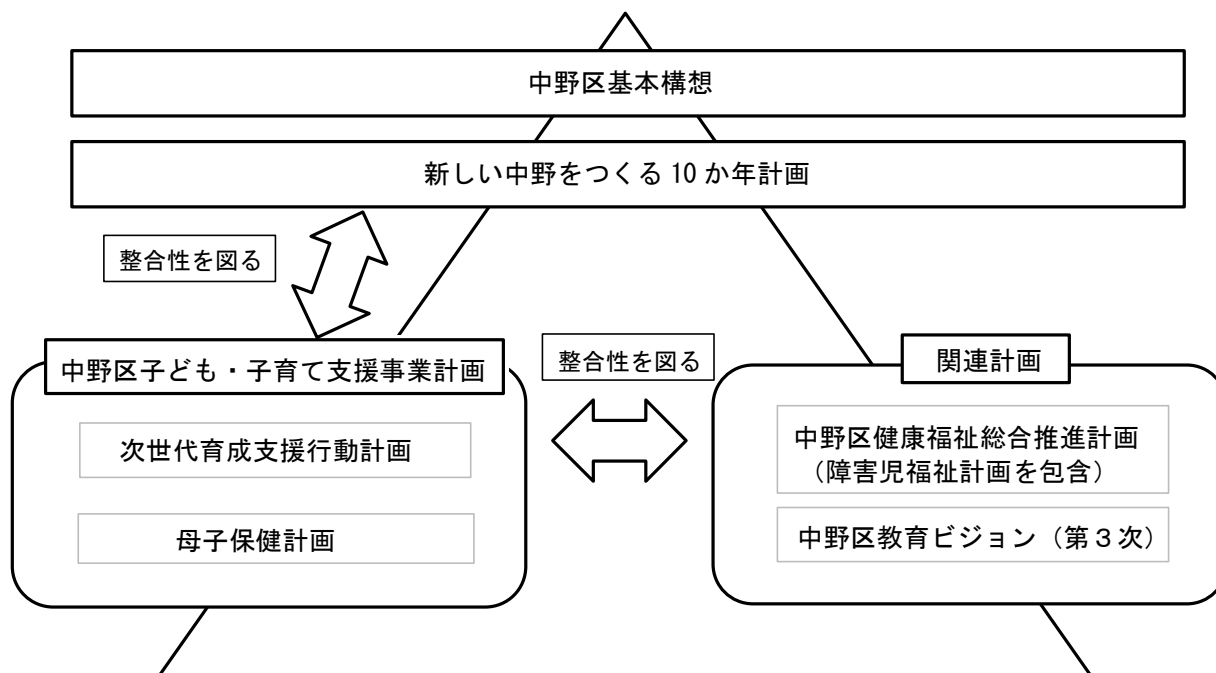 中野区基本構想
新しい中野をつくる 10 か年計画
整合性を図る
中野区子ども・子育て支援事業計画
次世代育成支援行動計画
母子保健計画
整合性を図る
関連計画
中野区健康福祉総合推進計画
（障害児福祉計画を包含）
中野区教育ビジョン（第３次）